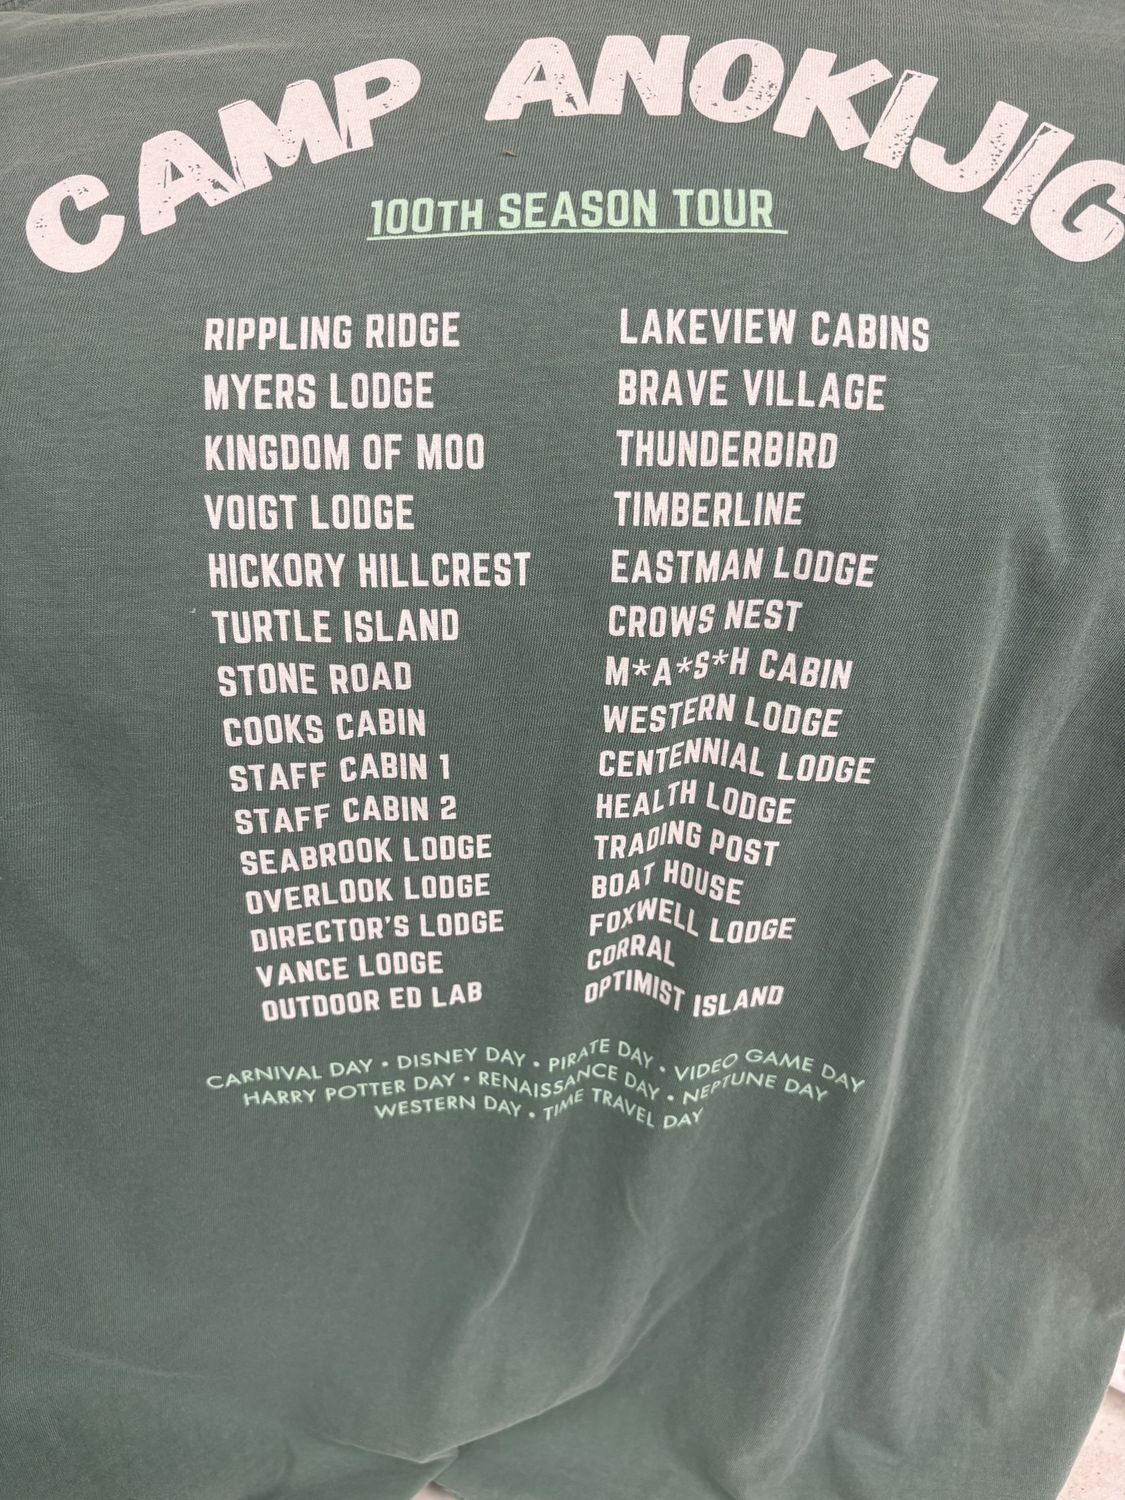 CAMP ANOKIJIG
100TH SEASON TOUR
RIPPLING RIDGE
MYERS LODGE
KINGDOM OF MOO
VOIGT LODGE
HICKORY HILLCREST
TURTLE ISLAND
STONE ROAD
COOKS CABIN
STAFF CABIN 1
STAFF CABIN 2
SEABROOK LODGE
OVERLOOK LODGE
DIRECTOR'S LODGE
VANCE LODGE
OUTDOOR ED LAB
LAKEVIEW CABINS
BRAVE VILLAGE
THUNDERBIRD
TIMBERLINE
EASTMAN LODGE
CROWS NEST
M*A*S*H CABIN
WESTERN LODGE
CENTENNIAL LODGE
HEALTH LODGE
TRADING POST
BOAT HOUSE
FOXWELL LODGE
CORRAL
OPTIMIST ISLAND
CARNIVAL DAY • DISNEY DAY • PIRATE DAY • VIDEO GAME DAY
HARRY POTTER DAY • RENAISSANCE DAY • NEPTUNE DAY
WESTERN DAY • TIME TRAVEL DAY